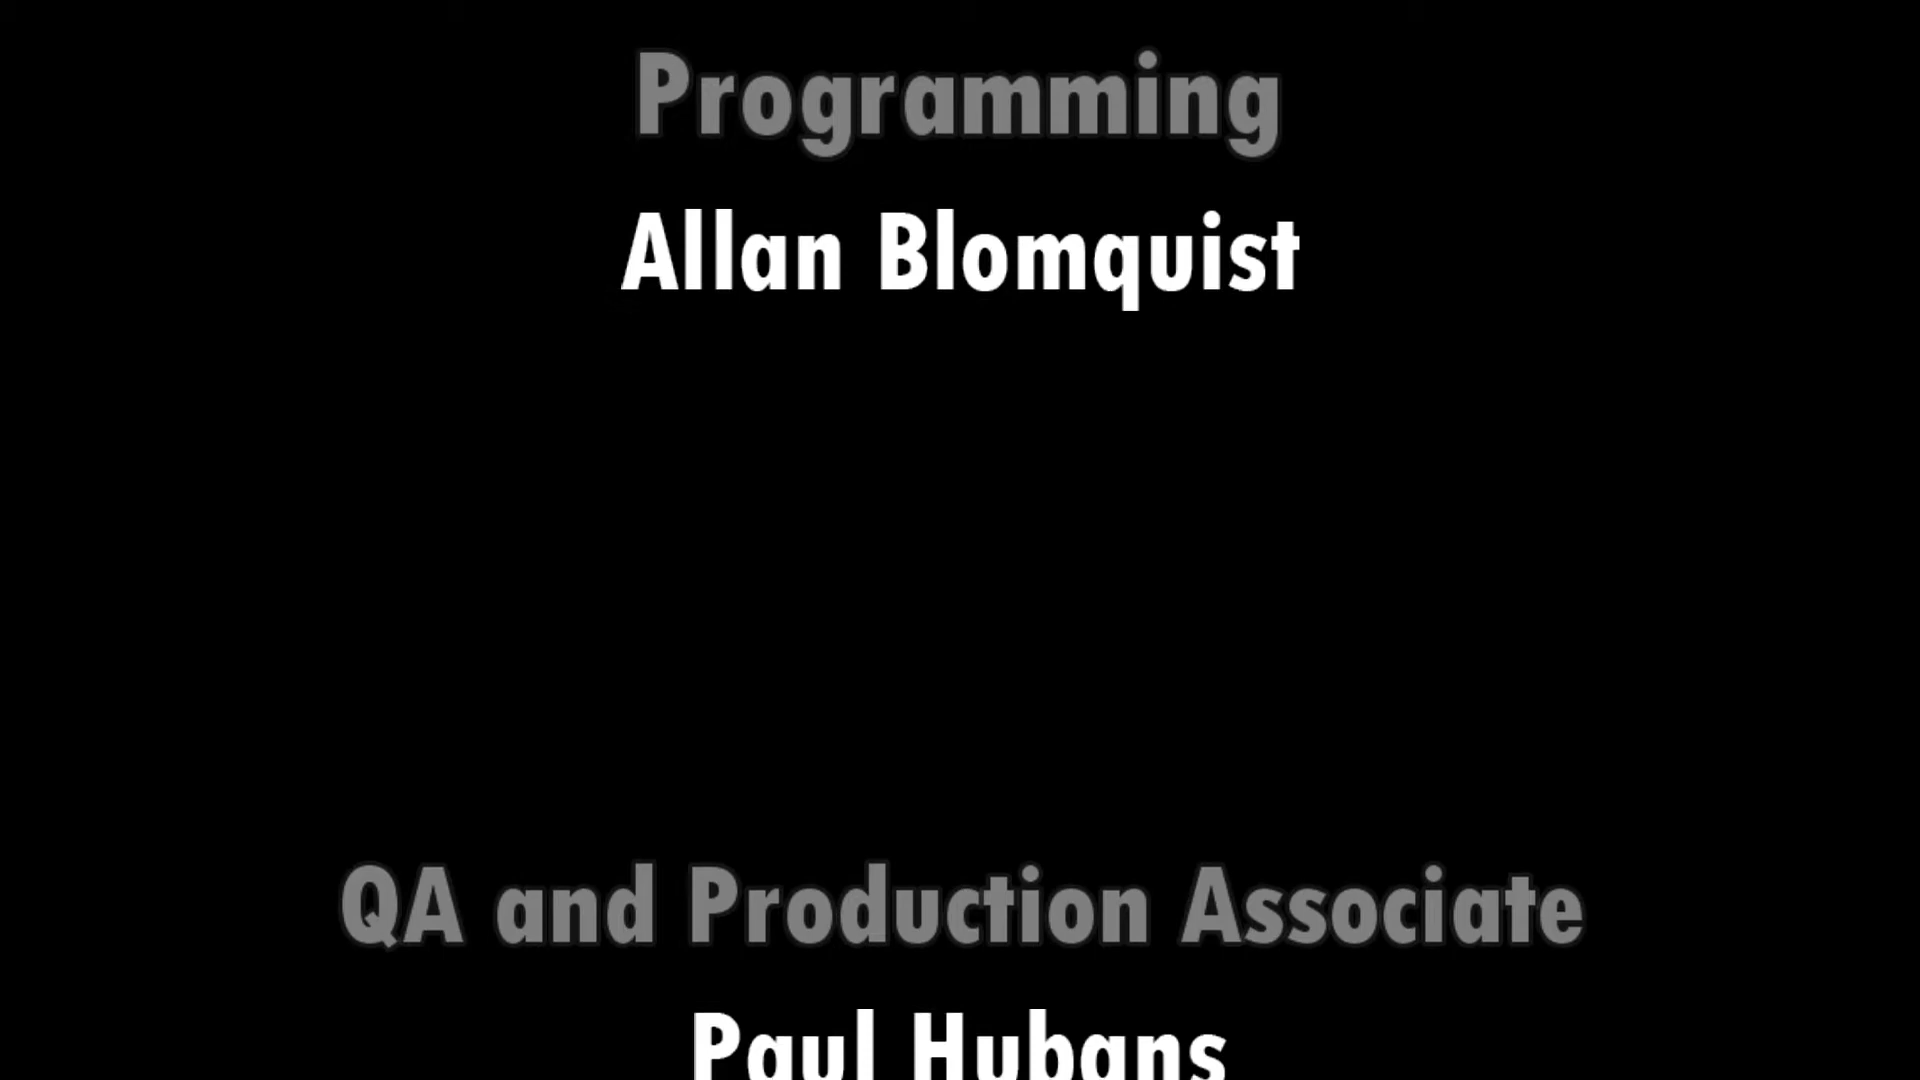 Programming
Allan Blomquist
QA and Production Associate
Paul Hubans